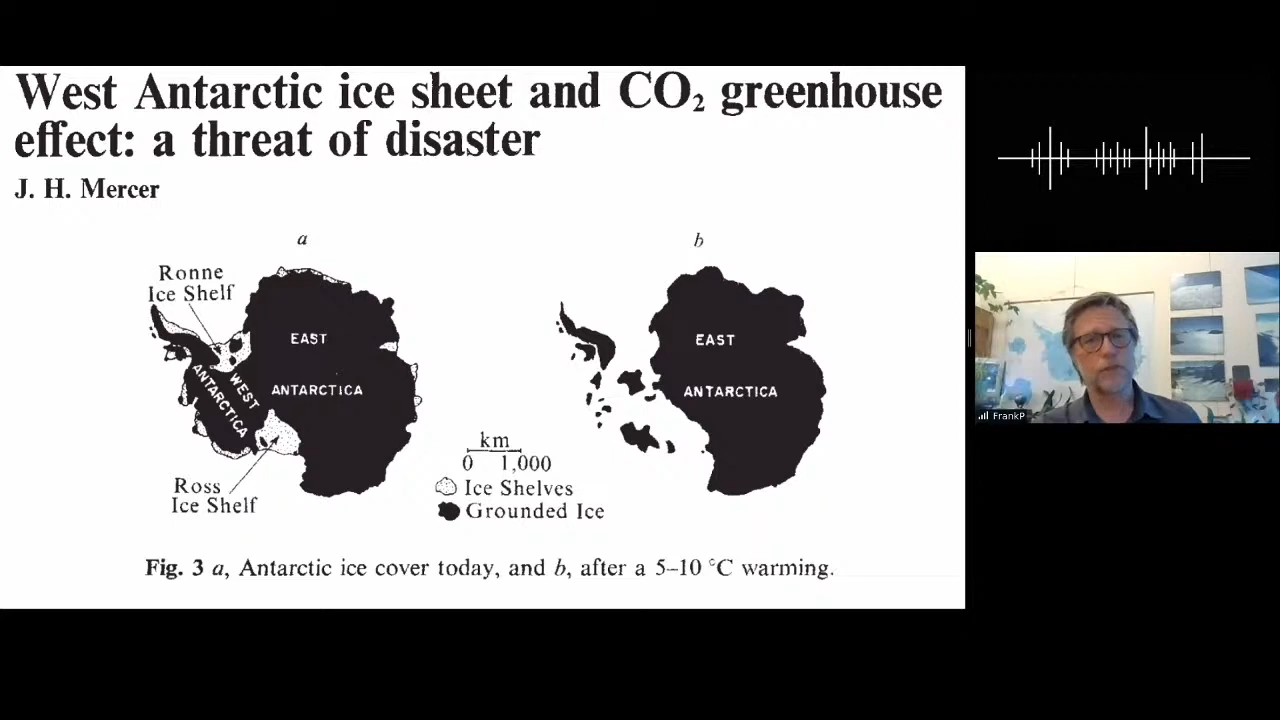 West Antarctic ice sheet and CO₂ greenhouse
effect: a threat of disaster
J. H. Mercer
a
Ronne
Ice Shelf
EAST
ANTARCTICA
WEST
ANTARCTICA
Ross
Ice Shelf
b
EAST
ANTARCTICA
km
0 1,000
Ice Shelves
Grounded Ice
Fig. 3 a, Antarctic ice cover today, and b, after a 5–10 °C warming.
FrankP